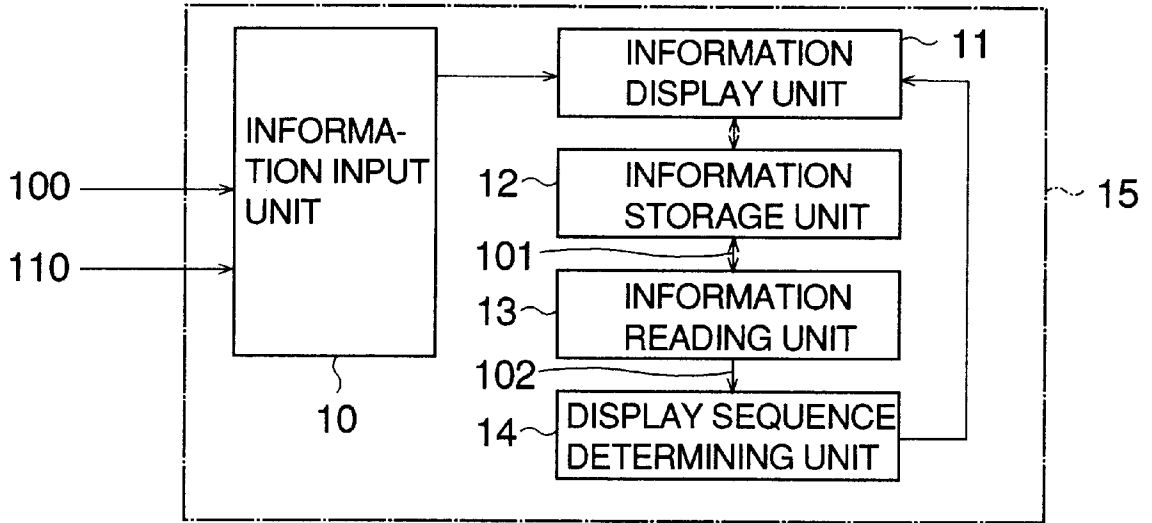 INFORMATION
DISPLAY UNIT
11
INFORMA-
TION INPUT
UNIT
100
110
10
12
INFORMATION
STORAGE UNIT
15
101
13
INFORMATION
READING UNIT
102
14
DISPLAY SEQUENCE
DETERMINING UNIT